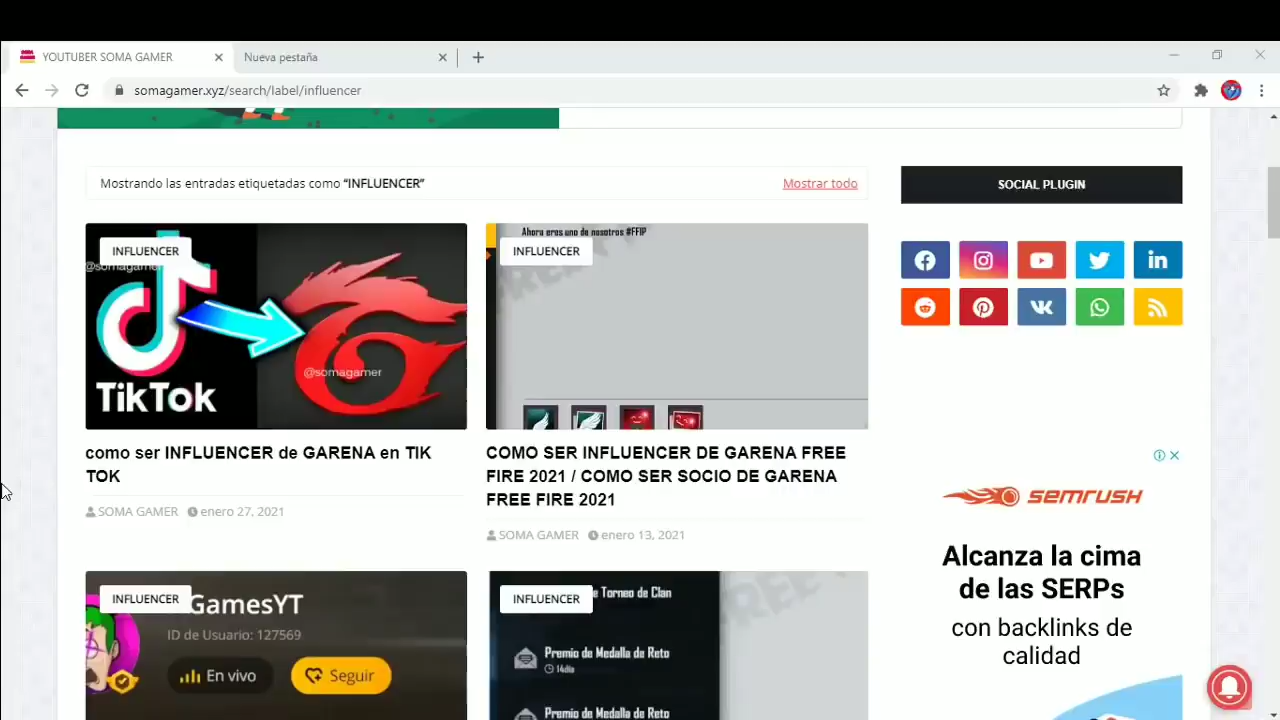 YOUTUBER SOMA GAMER
Nueva pestaña
somagamer.xyz/search/label/influencer
Mostrando las entradas etiquetadas como “INFLUENCER”
Mostrar todo
SOCIAL PLUGIN
INFLUENCER
@somagamer
@somagamer
TikTok
Ahora eres uno de nosotros #FFIP
INFLUENCER
como ser INFLUENCER de GARENA en TIK
TOK
SOMA GAMER enero 27, 2021
COMO SER INFLUENCER DE GARENA FREE
FIRE 2021 / COMO SER SOCIO DE GARENA
FREE FIRE 2021
SOMA GAMER enero 13, 2021
INFLUENCER
GamesYT
ID de Usuario: 127569
En vivo
Seguir
INFLUENCER
e Torneo de Clan
Premio de Medalla de Reto
14día
Premio de Medalla de Reto
semrush
Alcanza la cima
de las SERPs
con backlinks de
calidad